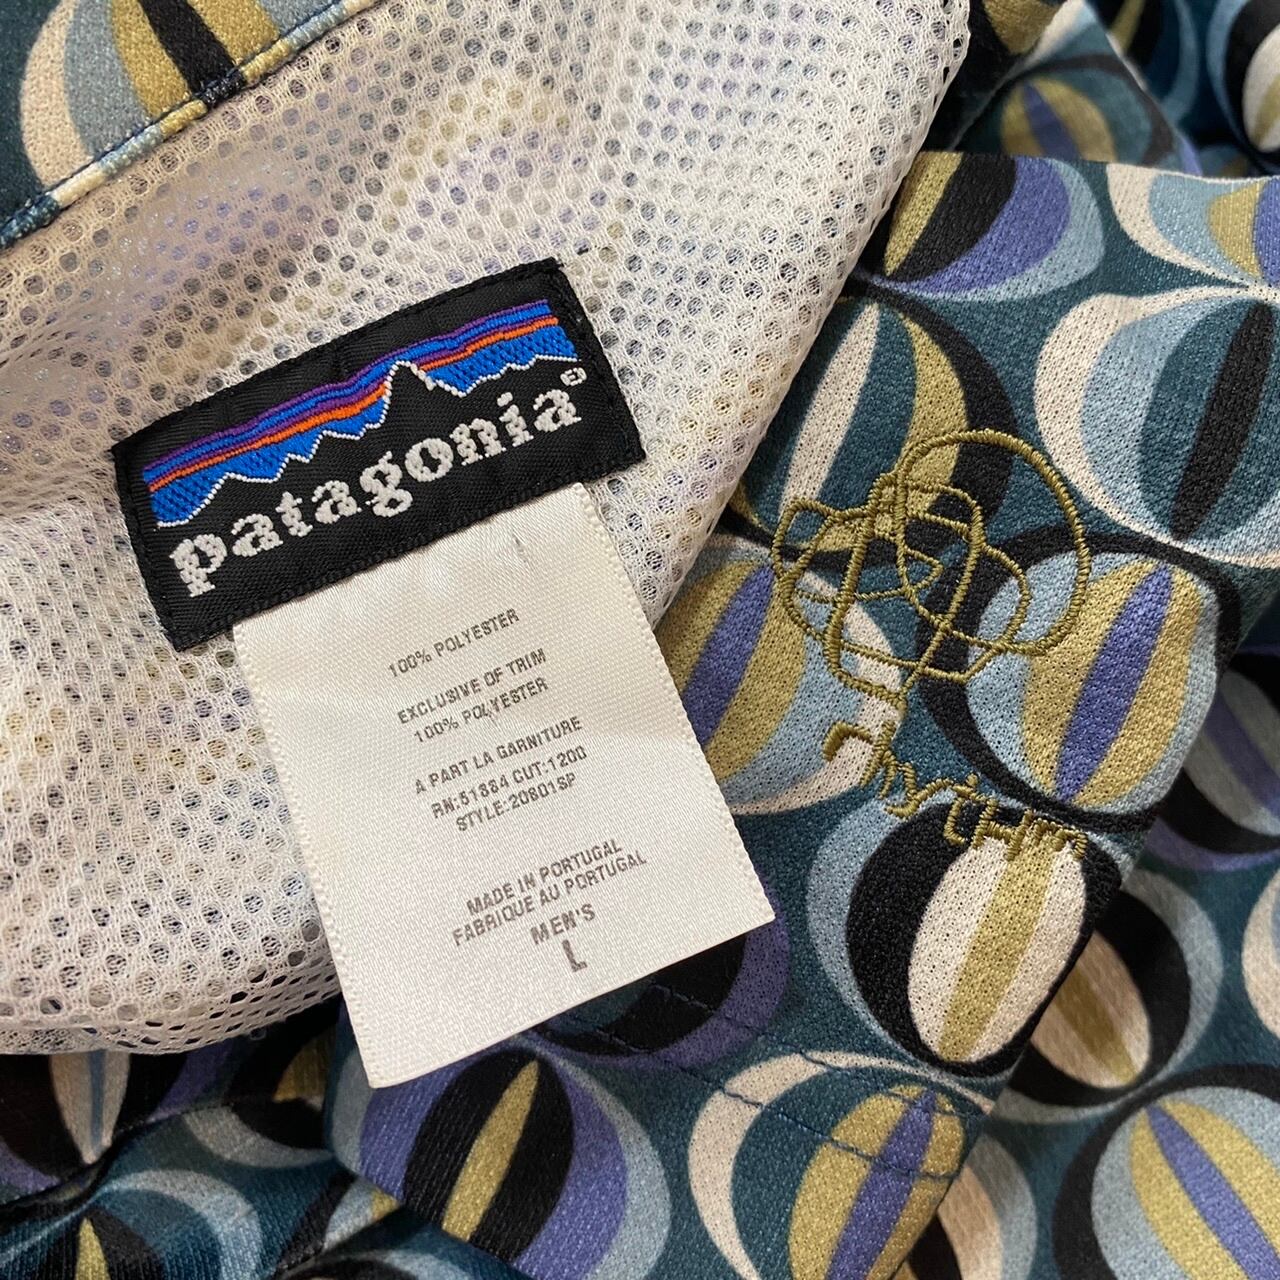 patagonia®
100% POLYESTER
EXCLUSIVE OF TRIM
100% POLYESTER
A PART LA GARNITURE
RN:51884 CUT:1200
STYLE:20801SP
MADE IN PORTUGAL
FABRIQUE AU PORTUGAL
MEN'S
L
rhythm